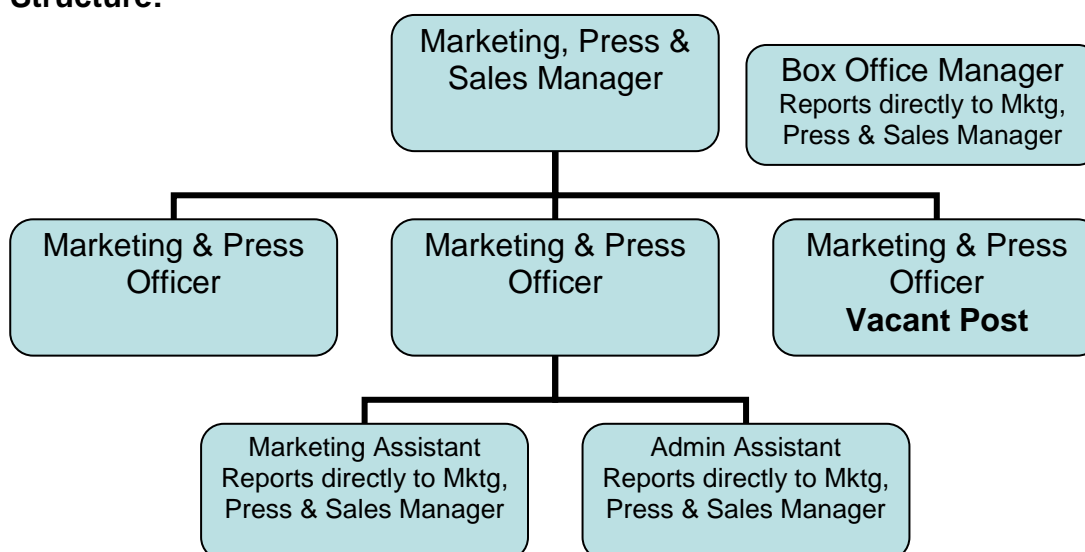 Structure:
Marketing, Press &
Sales Manager
Box Office Manager
Reports directly to Mktg,
Press & Sales Manager
Marketing & Press
Officer
Marketing & Press
Officer
Marketing & Press
Officer
Vacant Post
Marketing Assistant
Reports directly to Mktg,
Press & Sales Manager
Admin Assistant
Reports directly to Mktg,
Press & Sales Manager